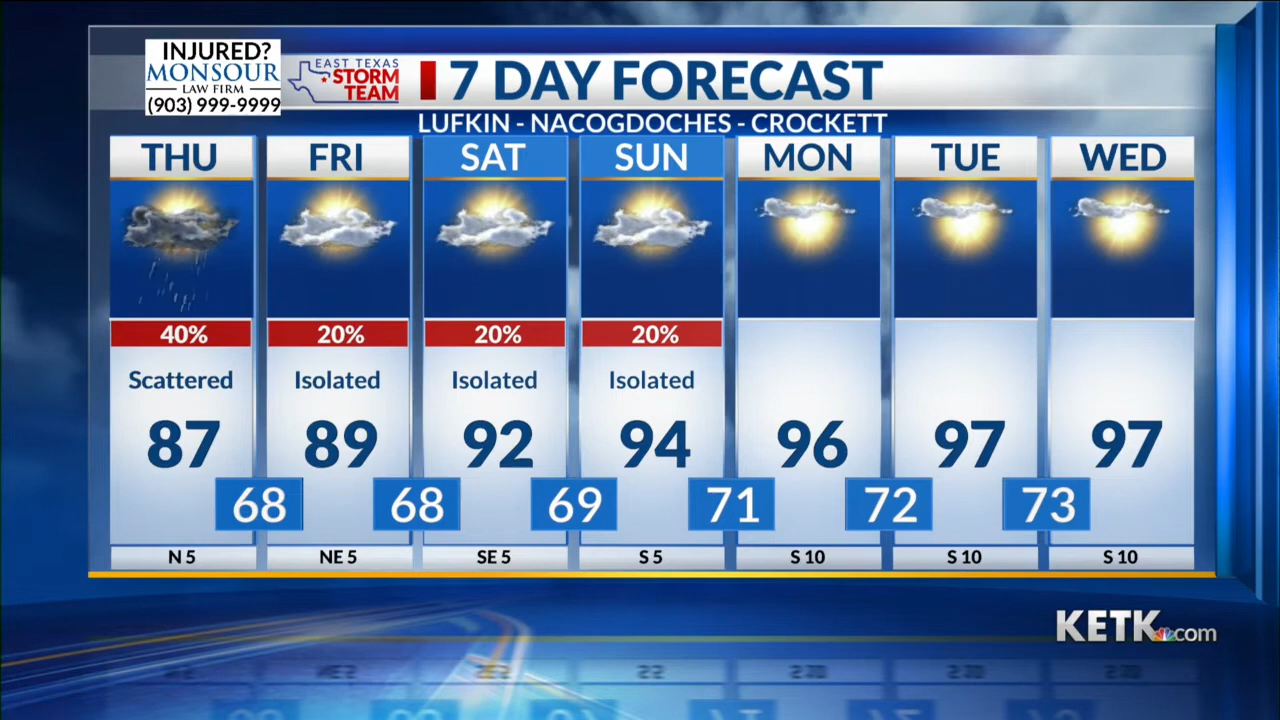 INJURED?
MONSOUR
LAW FIRM
(903) 999-9999
EAST TEXAS
STORM
TEAM
7 DAY FORECAST
LUFKIN - NACOGDOCHES - CROCKETT
THU FRI SAT SUN MON TUE WED
40% 20% 20% 20%
Scattered Isolated Isolated Isolated
87 89 92 94 96 97 97
68 68 69 71 72 73
N 5 NE 5 SE 5 S 5 S 10 S 10 S 10
KETK.com